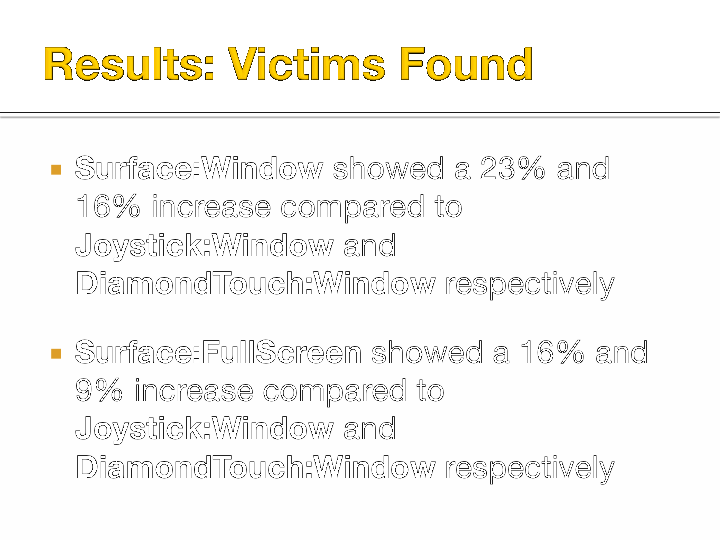 Results: Victims Found
▪ Surface:Window showed a 23% and
16% increase compared to
Joystick:Window and
DiamondTouch:Window respectively
▪ Surface:FullScreen showed a 16% and
9% increase compared to
Joystick:Window and
DiamondTouch:Window respectively